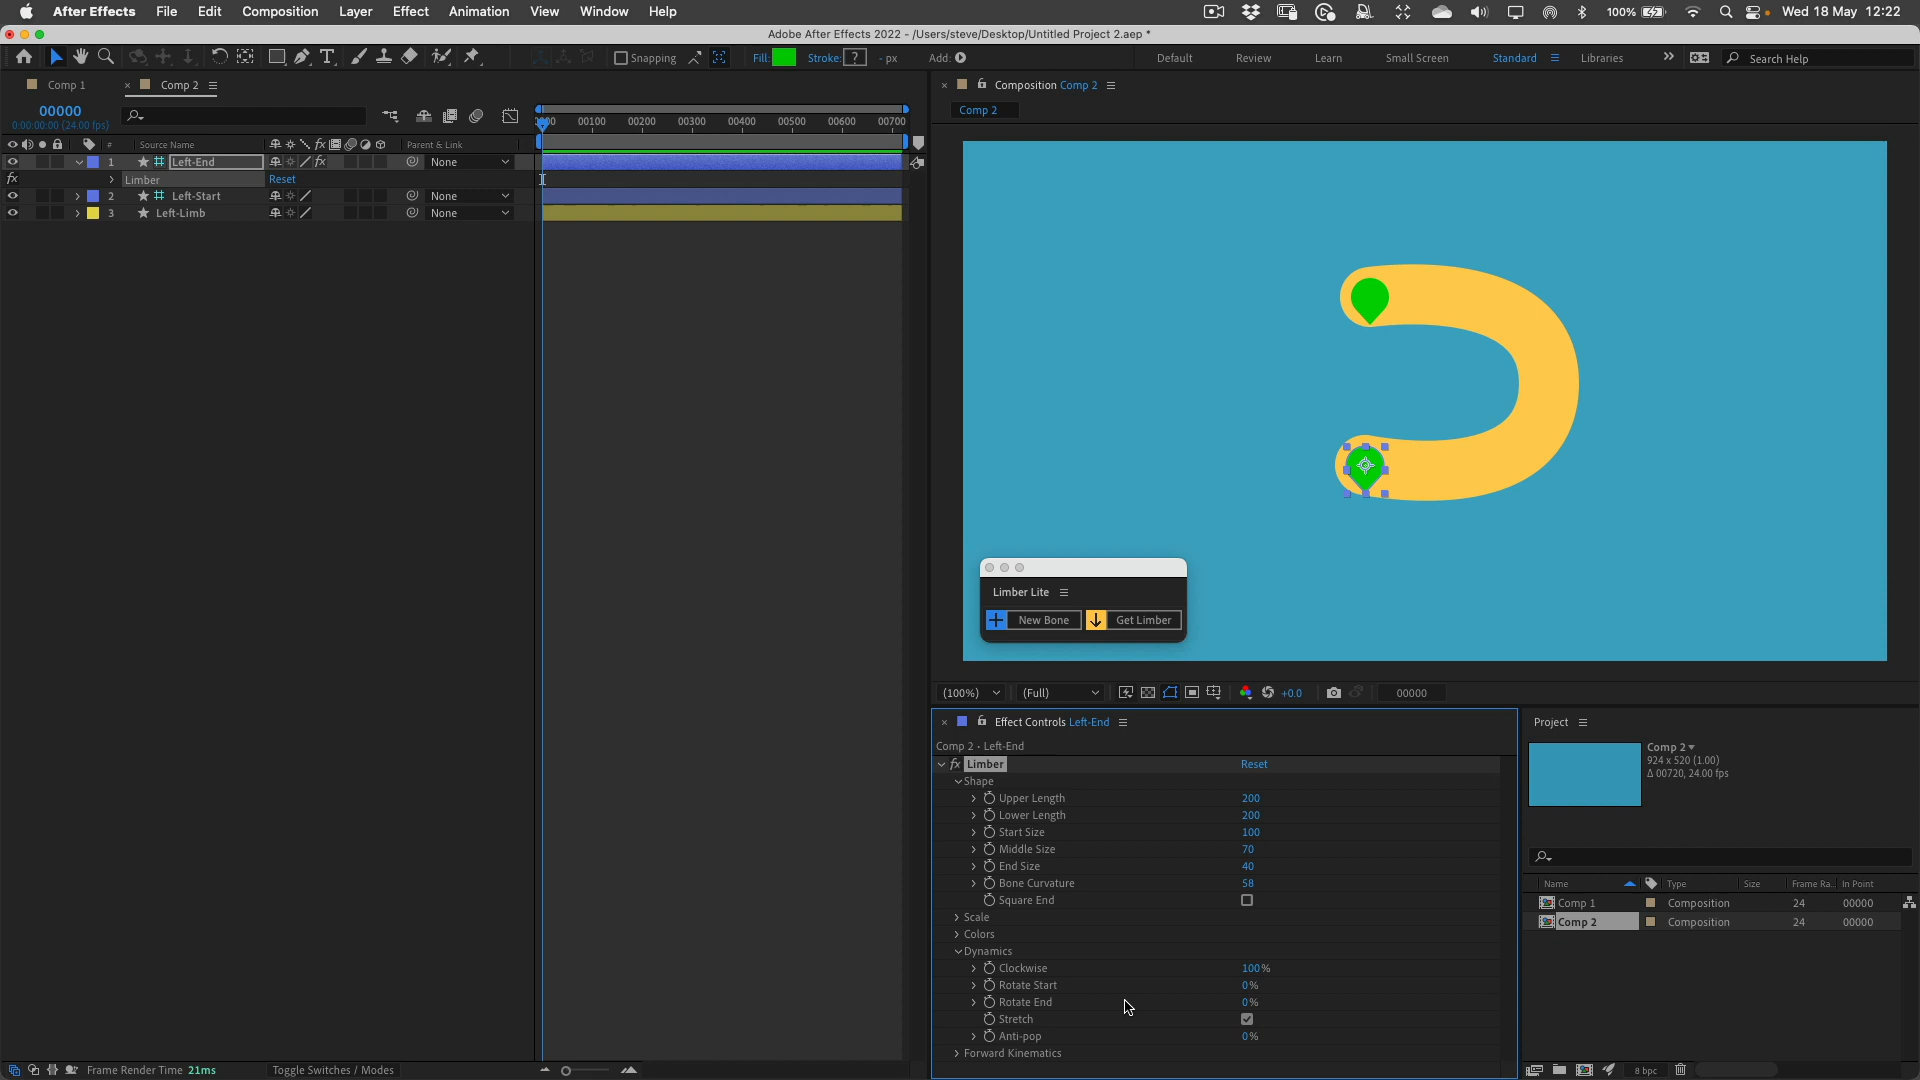 After Effects File Edit Composition Layer Effect Animation View Window Help 100% Wed 18 May 12:22
Adobe After Effects 2022 - /Users/steve/Desktop/Untitled Project 2.aep *
Snapping Fill: Stroke: ? - px Add: Default Review Learn Small Screen Standard Libraries » Search Help
Comp 1 × Comp 2
× Composition Comp 2
00000
0:00:00:00 (24.00 fps)
00100 00200 00300 00400 00500 00600 00700
Comp 2
# Source Name fx Parent & Link
1 Left-End fx None
fx Limber Reset
2 Left-Start None
3 Left-Limb None
Limber Lite
New Bone Get Limber
(100%) (Full) +0.0 00000
× Effect Controls Left-End
Comp 2 • Left-End
fx Limber Reset
Shape
Upper Length 200
Lower Length 200
Start Size 100
Middle Size 70
End Size 40
Bone Curvature 58
Square End
Scale
Colors
Dynamics
Clockwise 100%
Rotate Start 0%
Rotate End 0%
Stretch
Anti-pop 0%
Forward Kinematics
Project
Comp 2
924 x 520 (1.00)
Δ 00720, 24.00 fps
Name Type Size Frame Ra.. In Point
Comp 1 Composition 24 00000
Comp 2 Composition 24 00000
Frame Render Time 21ms Toggle Switches / Modes
8 bpc